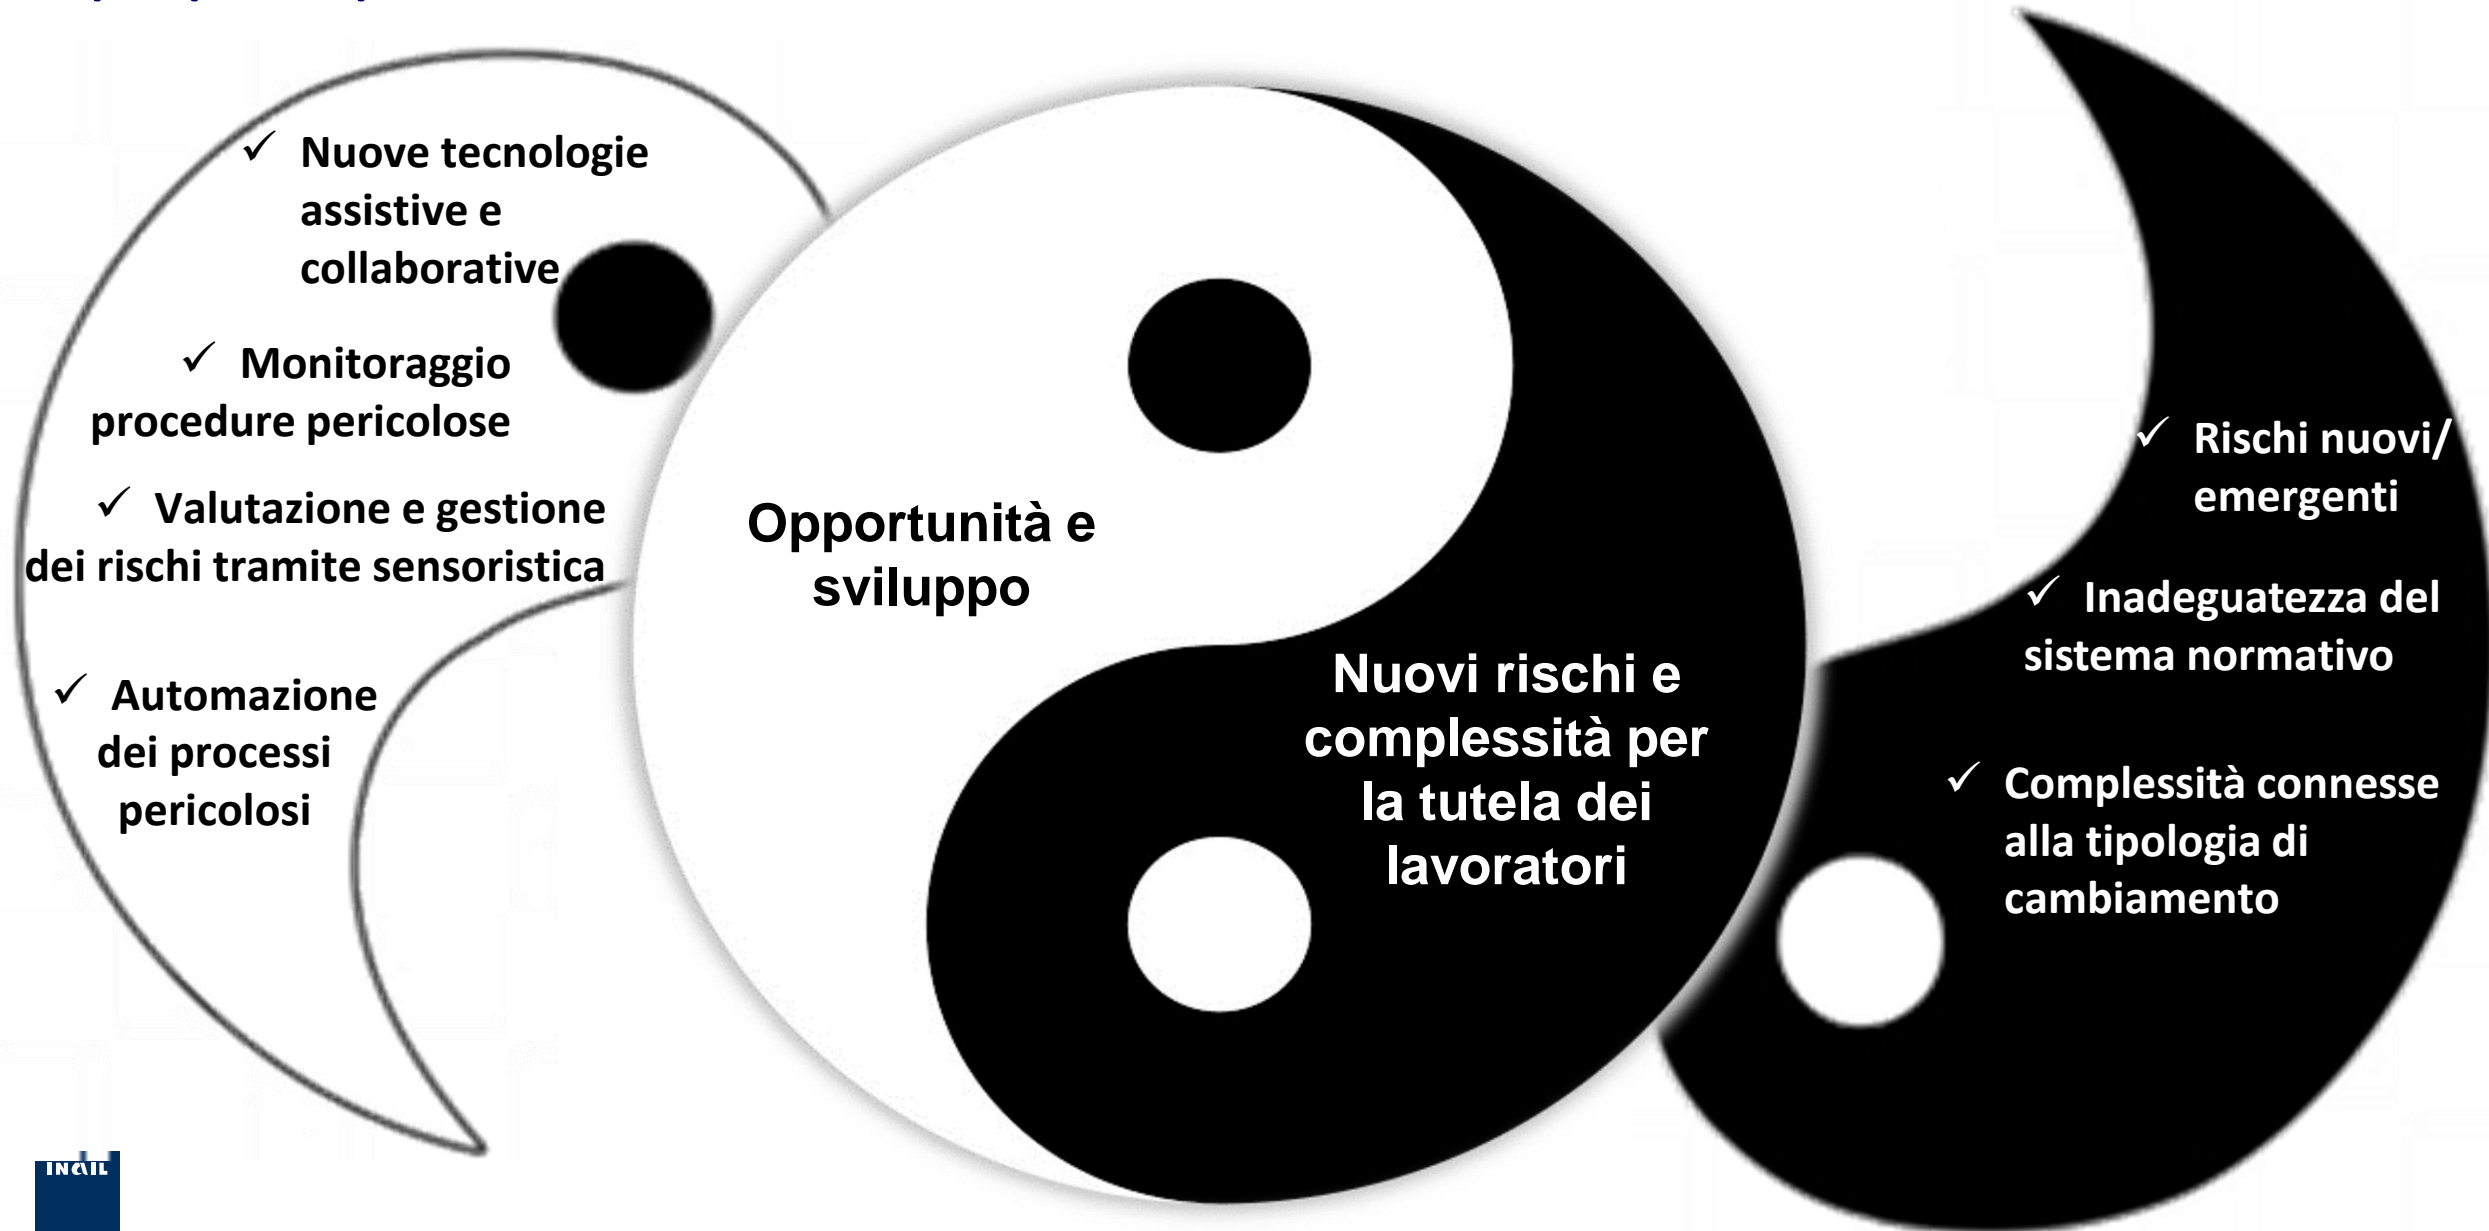 ✓ Nuove tecnologie
assistive e
collaborative
✓ Monitoraggio
procedure pericolose
✓ Valutazione e gestione
dei rischi tramite sensoristica
✓ Automazione
dei processi
pericolosi
Opportunità e
sviluppo
Nuovi rischi e
complessità per
la tutela dei
lavoratori
✓ Rischi nuovi/
emergenti
✓ Inadeguatezza del
sistema normativo
✓ Complessità connesse
alla tipologia di
cambiamento
INAIL